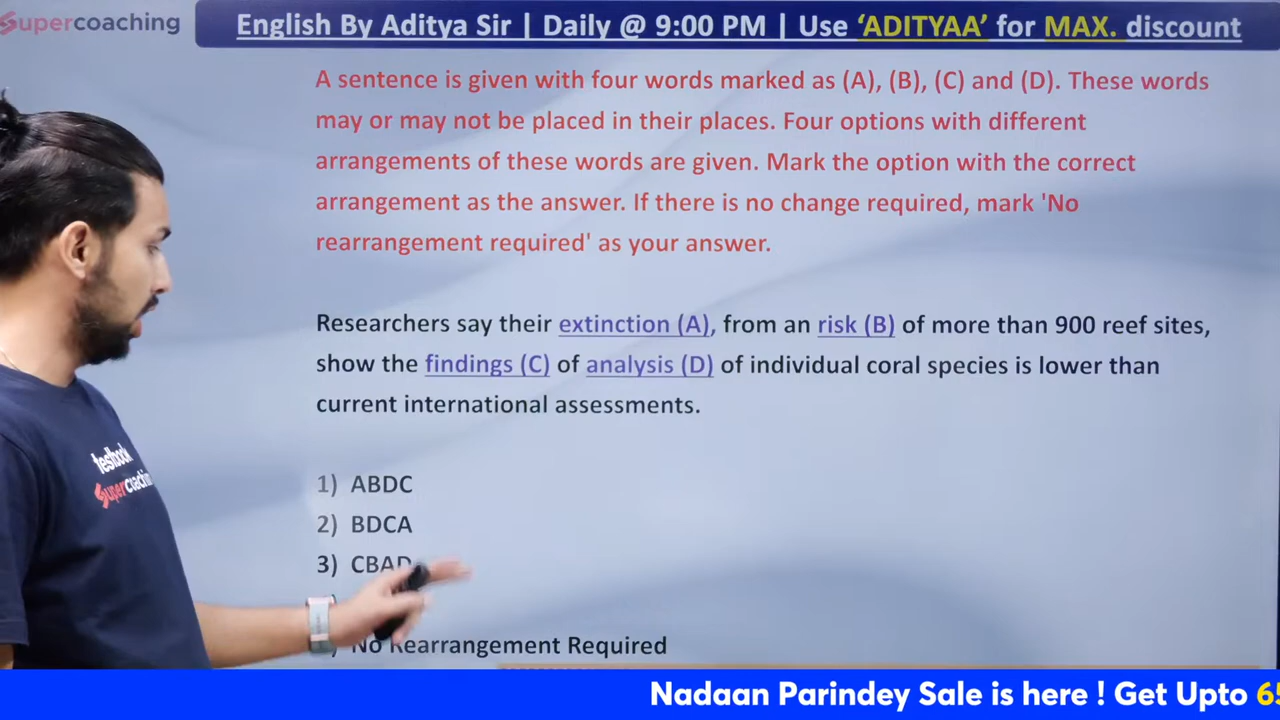 supercoaching
English By Aditya Sir | Daily @ 9:00 PM | Use ‘ADITYAA’ for MAX. discount
A sentence is given with four words marked as (A), (B), (C) and (D). These words
may or may not be placed in their places. Four options with different
arrangements of these words are given. Mark the option with the correct
arrangement as the answer. If there is no change required, mark 'No
rearrangement required' as your answer.
Researchers say their extinction (A), from an risk (B) of more than 900 reef sites,
show the findings (C) of analysis (D) of individual coral species is lower than
current international assessments.
testbook
Supercoaching
1) ABDC
2) BDCA
3) CBAD
No Rearrangement Required
Nadaan Parindey Sale is here ! Get Upto